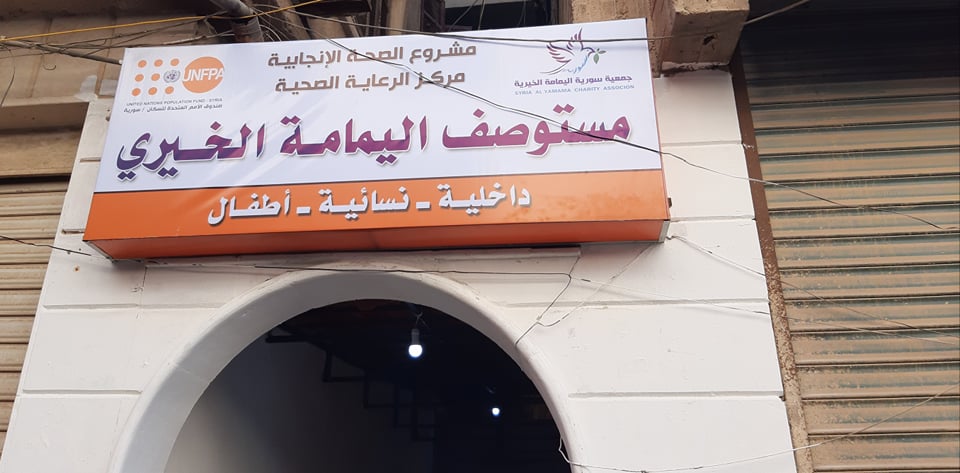 مشروع الصحة الإنجابية
مركز الرعاية الصحية
UNFPA
UNITED NATIONS POPULATION FUND - SYRIA
صندوق الأمم المتحدة للسكان / سورية
جمعية سورية اليمامة الخيرية
SYRIA AL YAMAMA CHARITY ASSOCION
مستوصف اليمامة الخيري
داخلية - نسائية - أطفال